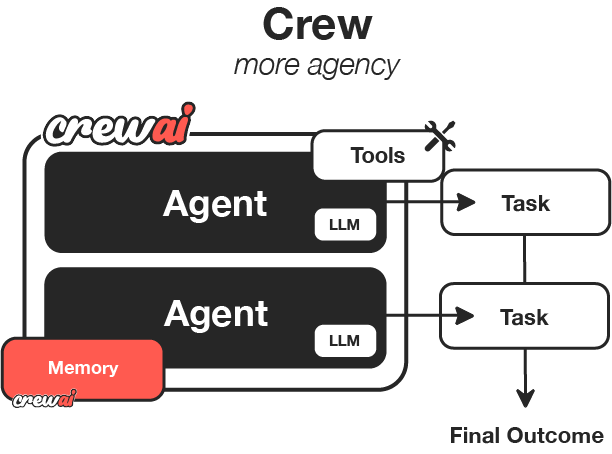 Crew
more agency
crewai
Tools
Agent
LLM
Task
Agent
LLM
Task
Memory
crewai
Final Outcome